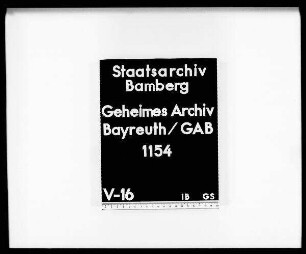 Staatsarchiv
Bamberg
Geheimes Archiv
Bayreuth/GAB
1154
V-16 IB GS